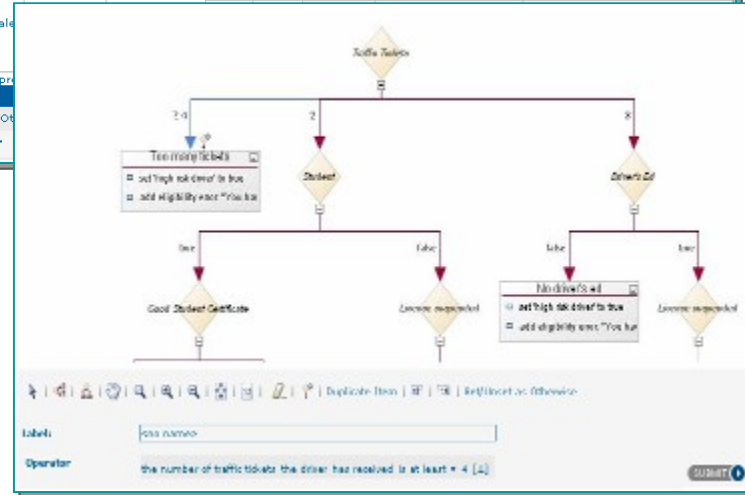 Traffic Tickets
2
3
Too many tickets
set 'high risk driver' to true
add eligibility error "You hav
Student
Driver's Ed
true
false
false
true
Good Student Certificate
License suspended
No driver's ed
set 'high risk driver' to true
add eligibility error "You hav
License suspended
Duplicate Item | Set/Unset as Otherwise
Label:
<no name>
Operator
the number of traffic tickets the driver has received is at least = 4 [4]
SUBMIT